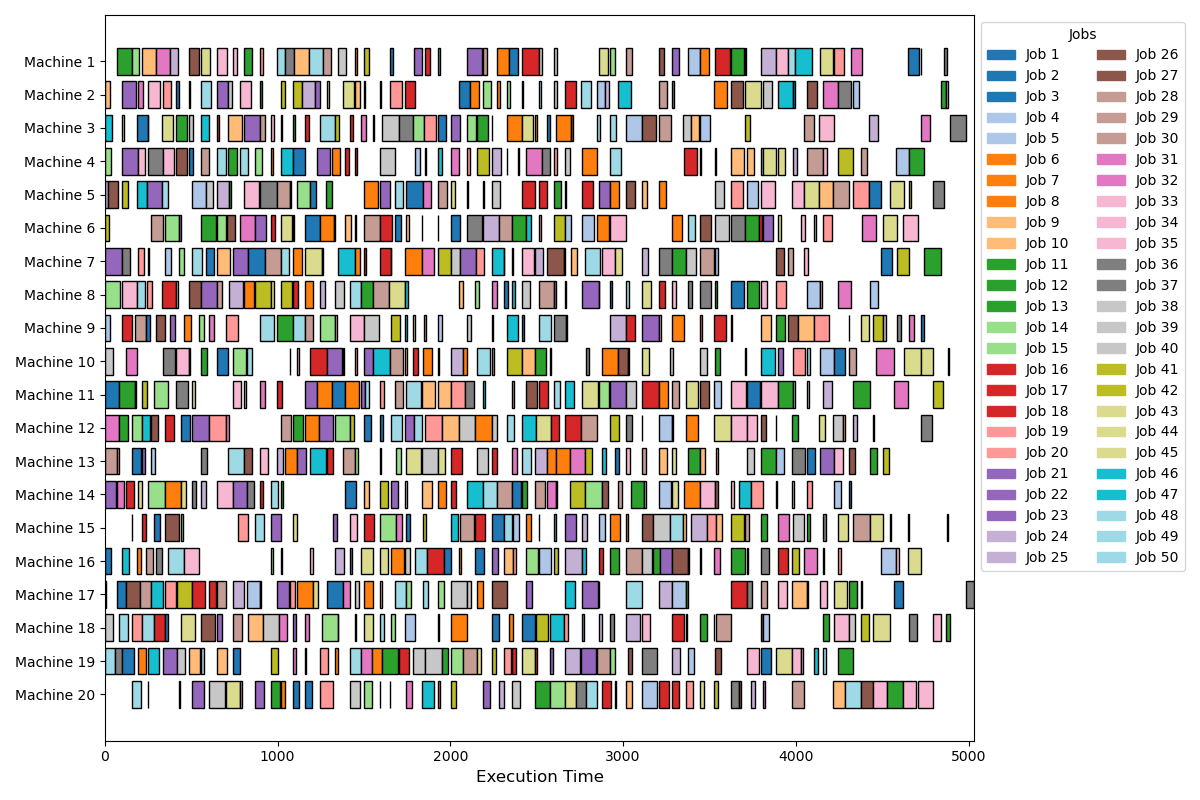 Machine 1
Machine 2
Machine 3
Machine 4
Machine 5
Machine 6
Machine 7
Machine 8
Machine 9
Machine 10
Machine 11
Machine 12
Machine 13
Machine 14
Machine 15
Machine 16
Machine 17
Machine 18
Machine 19
Machine 20
0 1000 2000 3000 4000 5000
Execution Time
Jobs
Job 1 Job 26
Job 2 Job 27
Job 3 Job 28
Job 4 Job 29
Job 5 Job 30
Job 6 Job 31
Job 7 Job 32
Job 8 Job 33
Job 9 Job 34
Job 10 Job 35
Job 11 Job 36
Job 12 Job 37
Job 13 Job 38
Job 14 Job 39
Job 15 Job 40
Job 16 Job 41
Job 17 Job 42
Job 18 Job 43
Job 19 Job 44
Job 20 Job 45
Job 21 Job 46
Job 22 Job 47
Job 23 Job 48
Job 24 Job 49
Job 25 Job 50